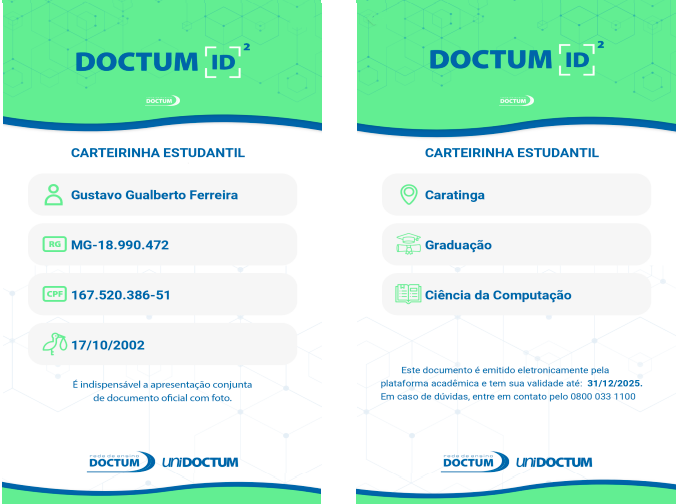 DOCTUM ID²
DOCTUM
CARTEIRINHA ESTUDANTIL
Gustavo Gualberto Ferreira
RG MG-18.990.472
CPF 167.520.386-51
17/10/2002
É indispensável a apresentação conjunta
de documento oficial com foto.
rede de ensino
DOCTUM uniDOCTUM
DOCTUM ID²
DOCTUM
CARTEIRINHA ESTUDANTIL
Caratinga
Graduação
Ciência da Computação
Este documento é emitido eletronicamente pela
plataforma acadêmica e tem sua validade até: 31/12/2025.
Em caso de dúvidas, entre em contato pelo 0800 033 1100
rede de ensino
DOCTUM uniDOCTUM